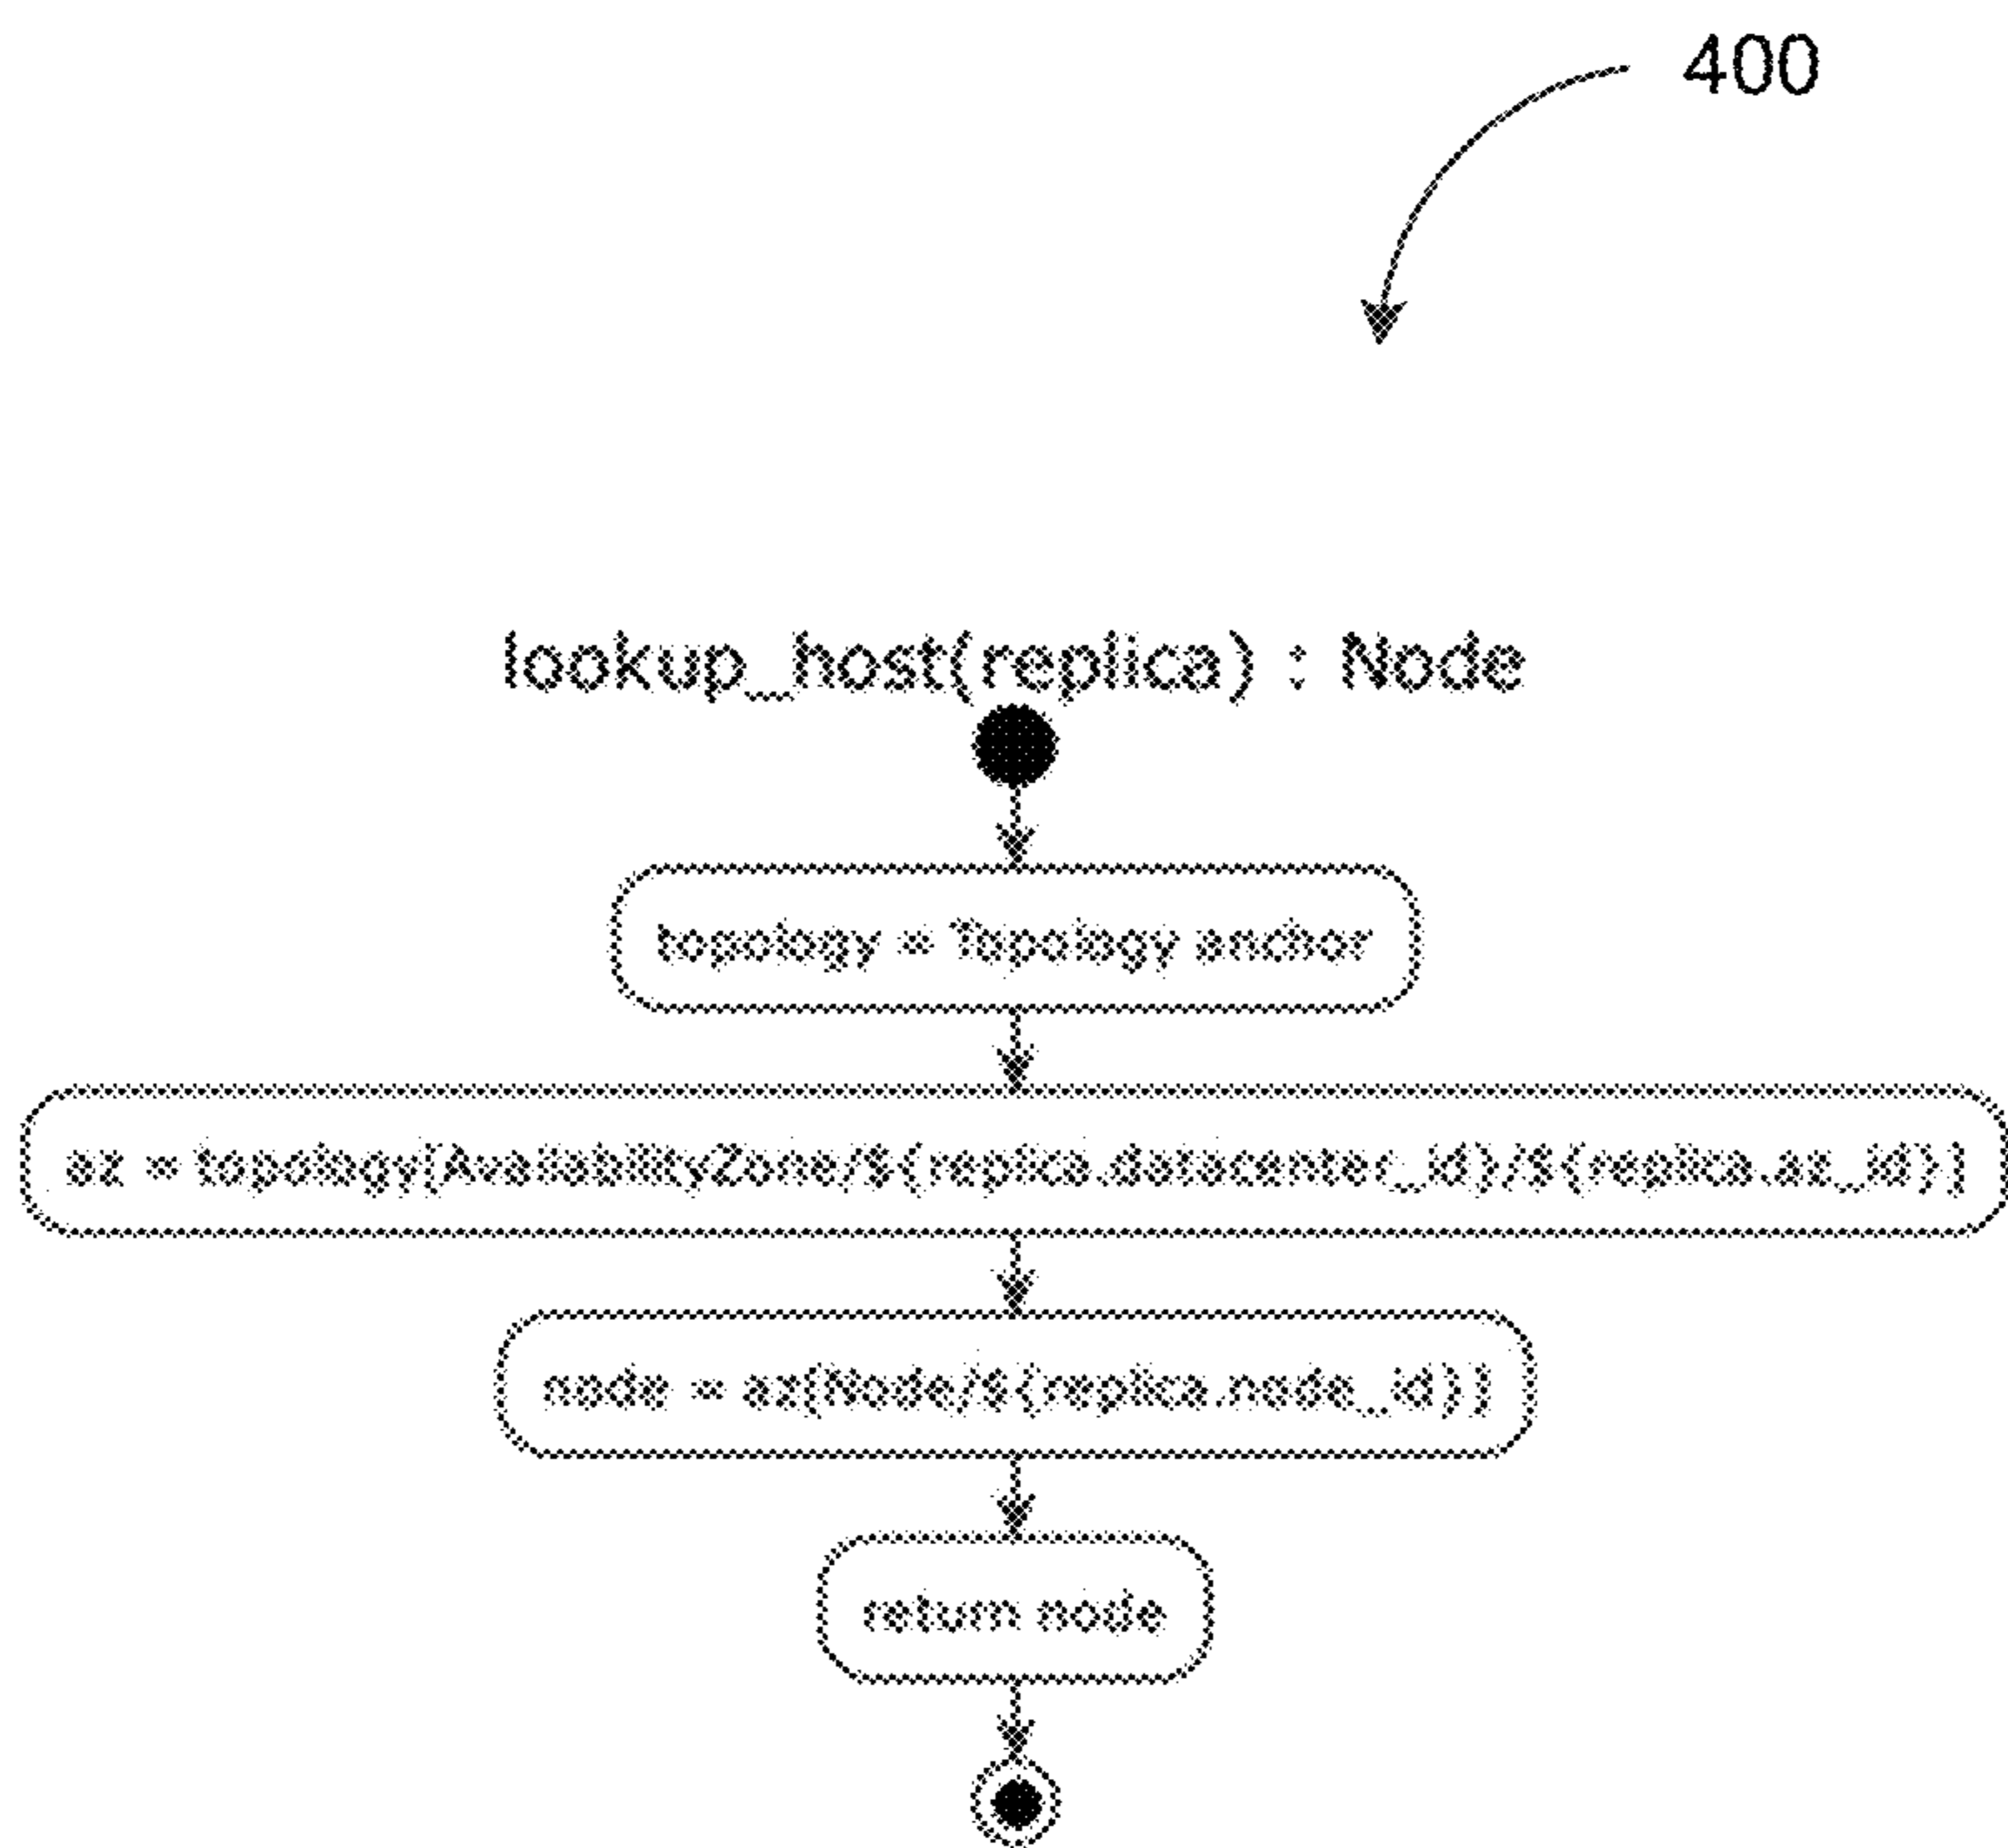 400
lookup_host(replica) : Node
topology = Topology anchor
az = topology[AvailabilityZone/${replica.datacenter_id}/${replica.az_id}]
node = az[Node/${replica.node_id}]
return node